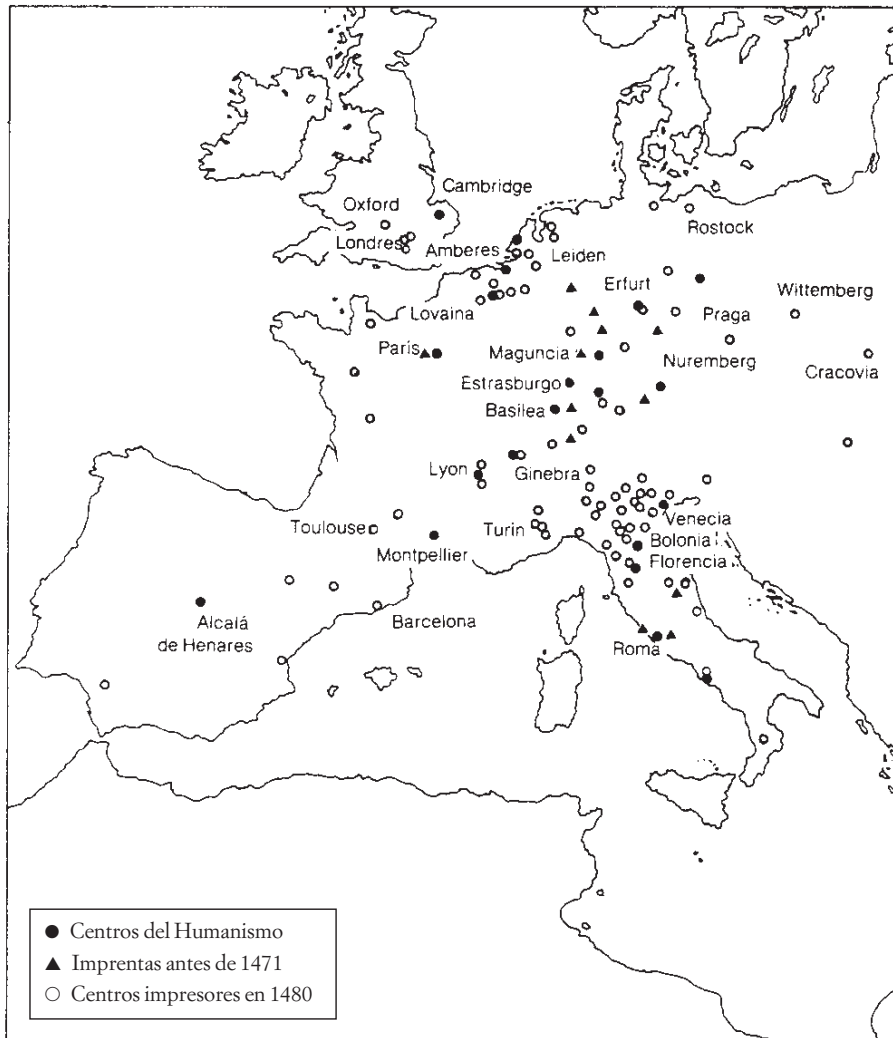 Cambridge
Oxford
Londres
Amberes
Leiden
Rostock
Erfurt
Wittemberg
Lovaina
Praga
París
Maguncia
Nuremberg
Cracovia
Estrasburgo
Basilea
Lyon
Ginebra
Toulouse
Turin
Venecia
Montpellier
Bolonia
Florencia
Alcalá
de Henares
Barcelona
Roma
Centros del Humanismo
Imprentas antes de 1471
Centros impresores en 1480